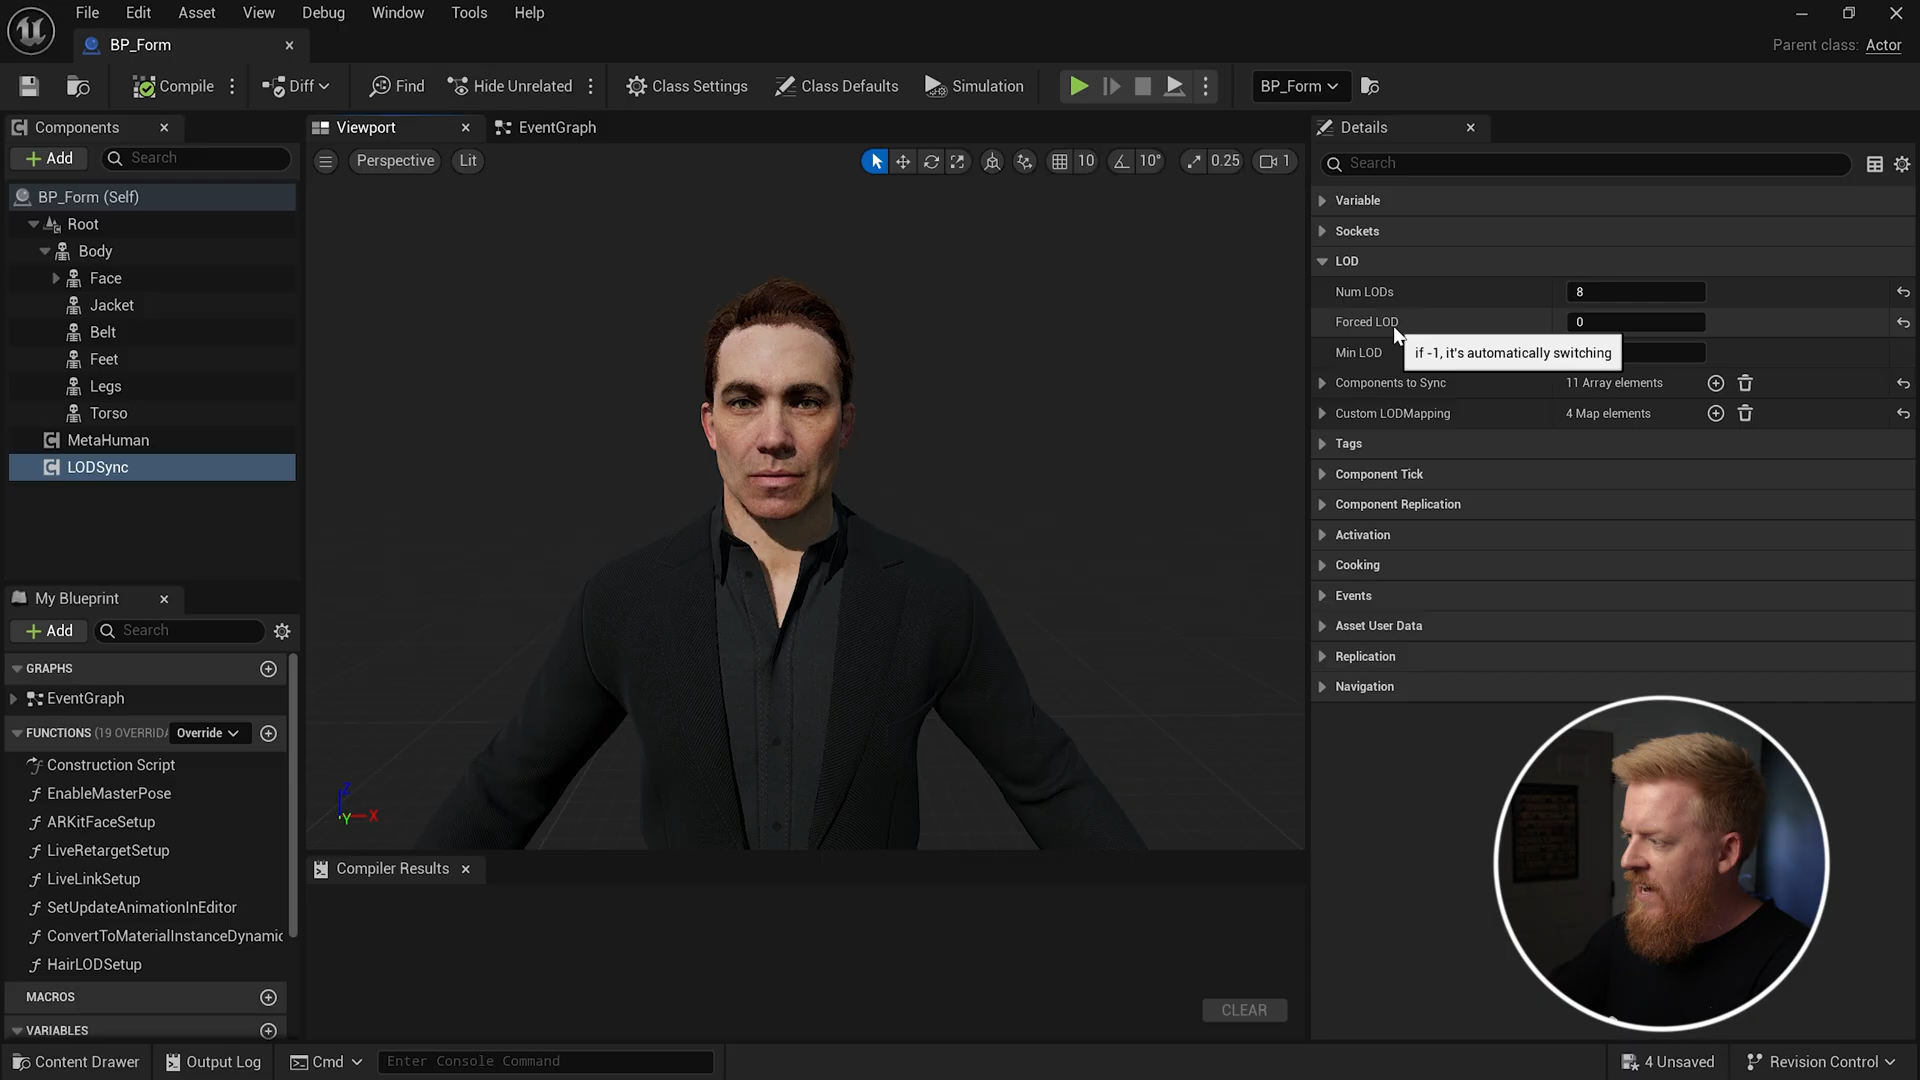 File Edit Asset View Debug Window Tools Help
BP_Form
Parent class: Actor
Compile Diff Find Hide Unrelated Class Settings Class Defaults Simulation BP_Form
Components
Add Search
BP_Form (Self)
Root
Body
Face
Jacket
Belt
Feet
Legs
Torso
MetaHuman
LODSync
My Blueprint
Add Search
GRAPHS
EventGraph
FUNCTIONS (19 OVERRIDA Override
Construction Script
EnableMasterPose
ARKitFaceSetup
LiveRetargetSetup
LiveLinkSetup
SetUpdateAnimationInEditor
ConvertToMaterialInstanceDynamic
HairLODSetup
MACROS
VARIABLES
Viewport EventGraph
Perspective Lit 10 10° 0.25 1
Z
Y X
Compiler Results
CLEAR
Details
Search
Variable
Sockets
LOD
Num LODs 8
Forced LOD 0
Min LOD
if -1, it's automatically switching
Components to Sync 11 Array elements
Custom LODMapping 4 Map elements
Tags
Component Tick
Component Replication
Activation
Cooking
Events
Asset User Data
Replication
Navigation
Content Drawer Output Log Cmd Enter Console Command 4 Unsaved Revision Control